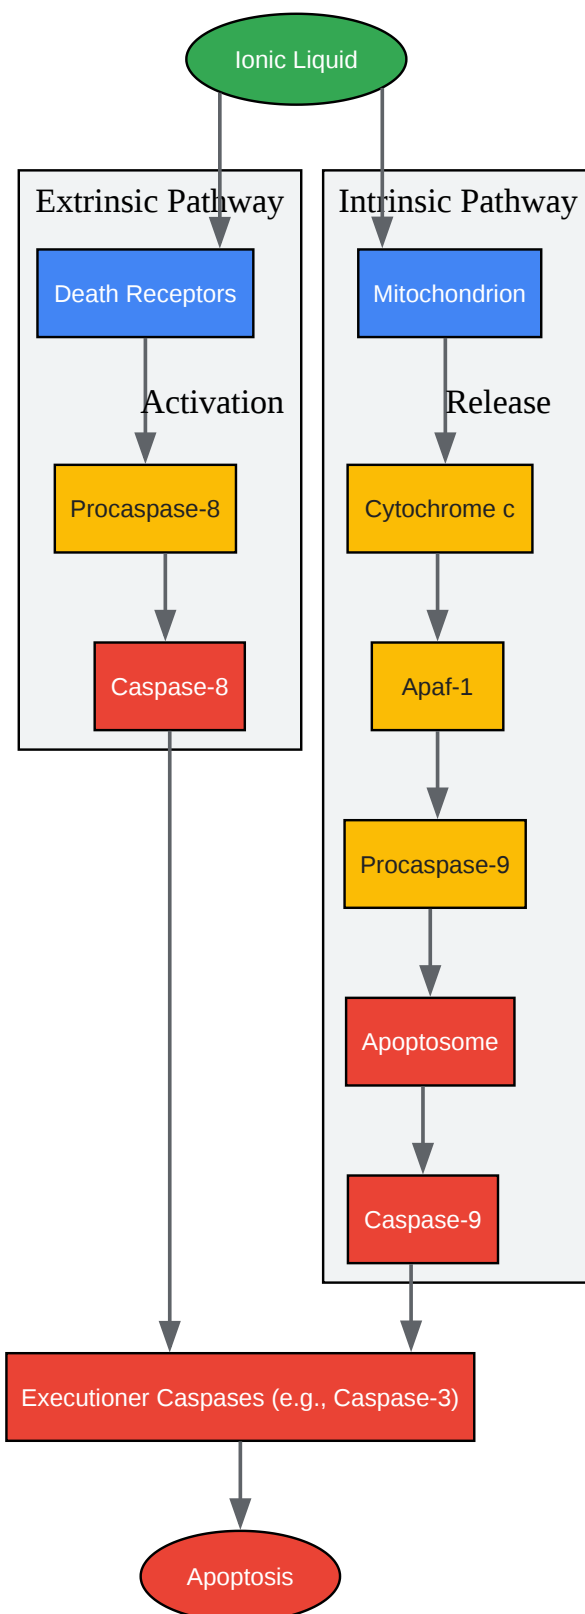 Ionic Liquid
Extrinsic Pathway
Intrinsic Pathway
Death Receptors
Mitochondrion
Activation
Release
Procaspase-8
Cytochrome c
Caspase-8
Apaf-1
Procaspase-9
Apoptosome
Caspase-9
Executioner Caspases (e.g., Caspase-3)
Apoptosis